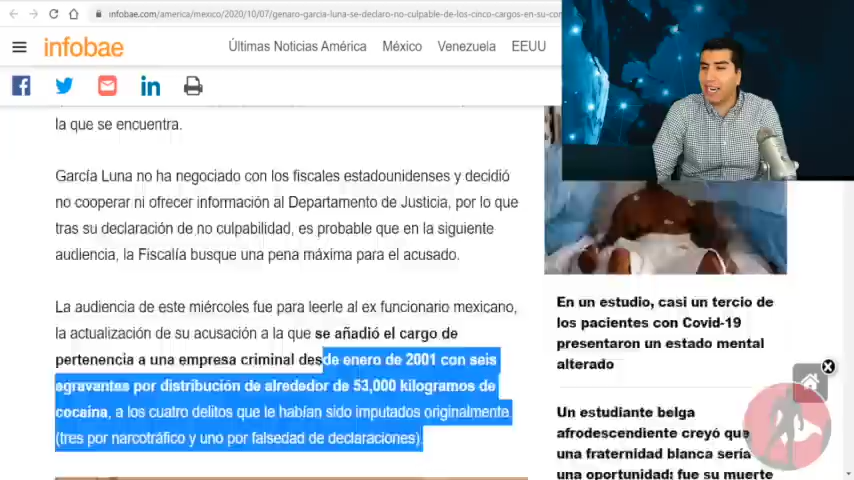 infobae.com/america/mexico/2020/10/07/genaro-garcia-luna-se-declaro-no-culpable-de-los-cinco-cargos-en-su-con
infobae
Últimas Noticias América México Venezuela EEUU
la que se encuentra.
García Luna no ha negociado con los fiscales estadounidenses y decidió
no cooperar ni ofrecer información al Departamento de Justicia, por lo que
tras su declaración de no culpabilidad, es probable que en la siguiente
audiencia, la Fiscalía busque una pena máxima para el acusado.
La audiencia de este miércoles fue para leerle al ex funcionario mexicano,
la actualización de su acusación a la que se añadió el cargo de
pertenencia a una empresa criminal desde enero de 2001 con seis
agravantes por distribución de alrededor de 53,000 kilogramos de
cocaína, a los cuatro delitos que le habían sido imputados originalmente
(tres por narcotráfico y uno por falsedad de declaraciones).
En un estudio, casi un tercio de
los pacientes con Covid-19
presentaron un estado mental
alterado
Un estudiante belga
afrodescendiente creyó que
una fraternidad blanca sería
una oportunidad: fue su muerte